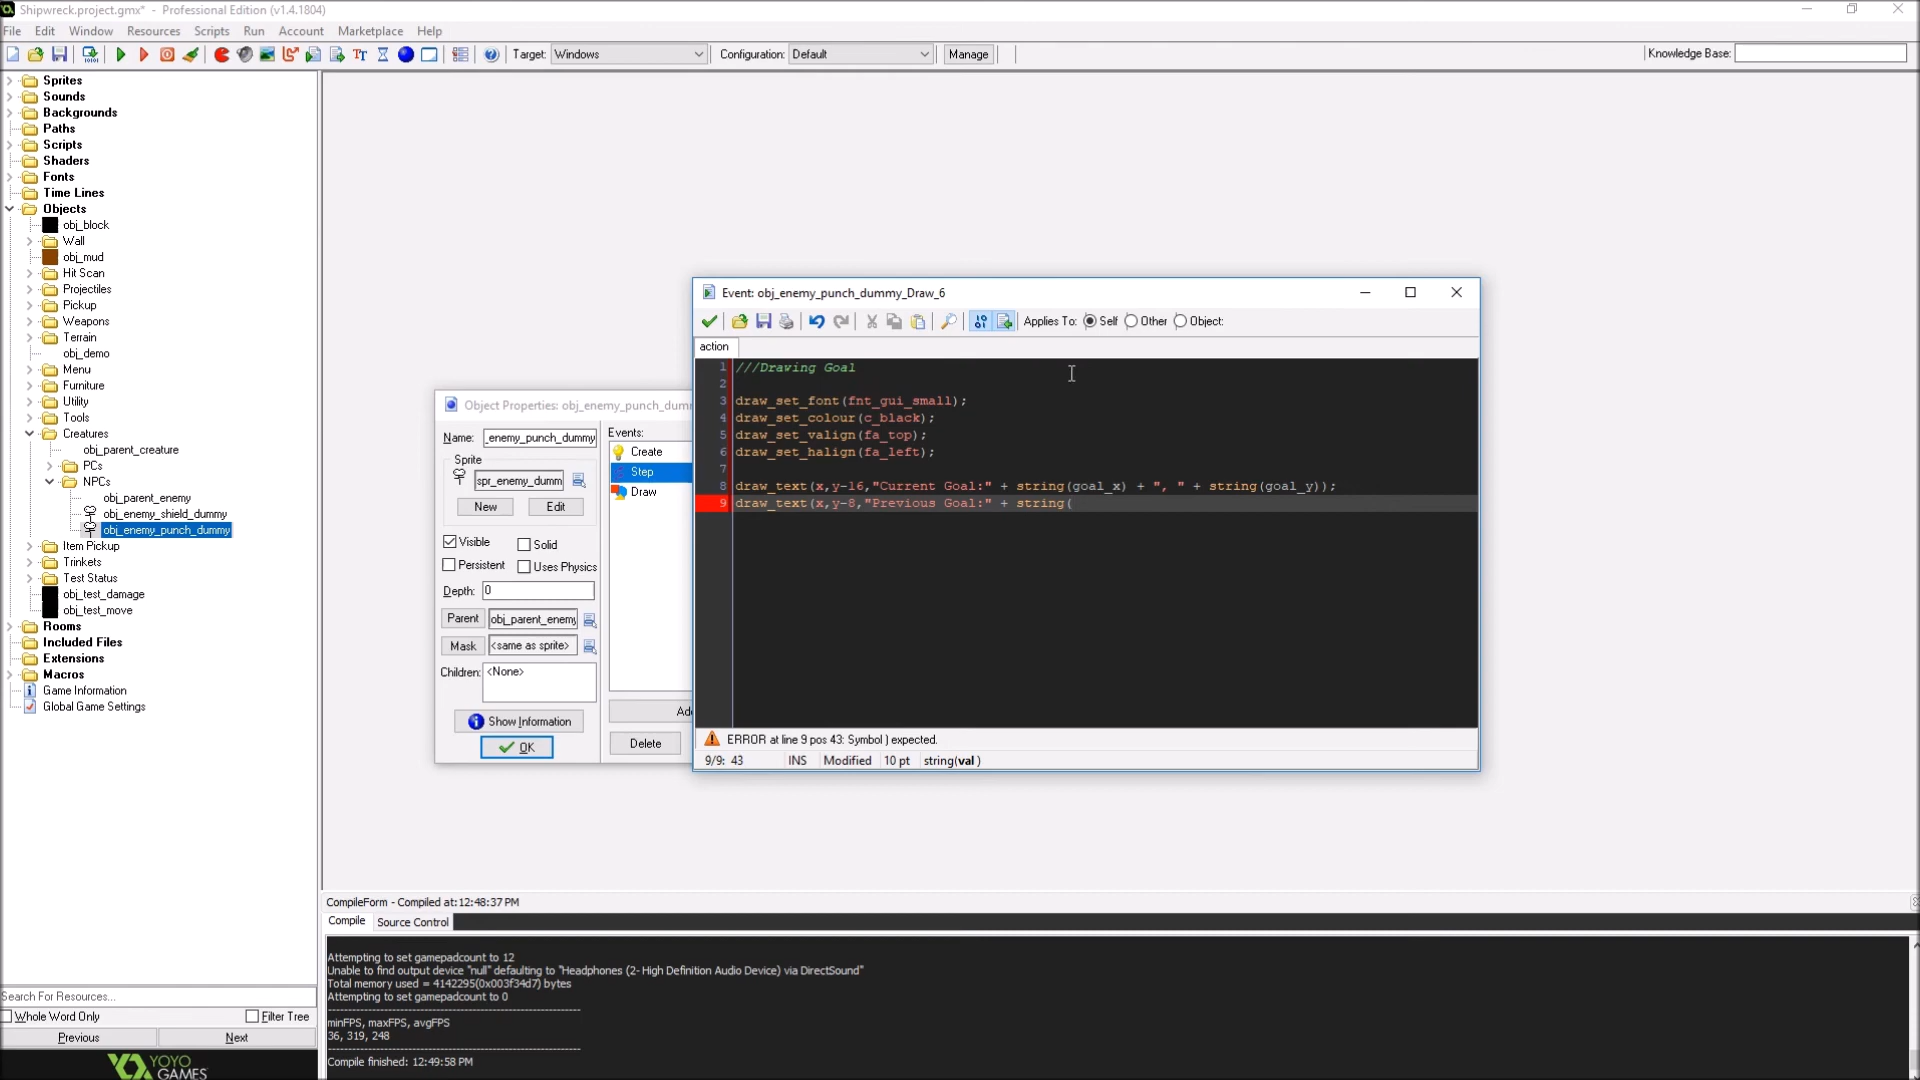 Shipwreck.project.gmx* - Professional Edition (v1.4.1804)
File Edit Window Resources Scripts Run Account Marketplace Help
Target: Windows Configuration: Default Manage Knowledge Base:
Sprites
Sounds
Backgrounds
Paths
Scripts
Shaders
Fonts
Time Lines
Objects
obj_block
Wall
obj_mud
Hit Scan
Projectiles
Pickup
Weapons
Terrain
obj_demo
Menu
Furniture
Utility
Tools
Creatures
obj_parent_creature
PCs
NPCs
obj_parent_enemy
obj_enemy_shield_dummy
obj_enemy_punch_dummy
Item Pickup
Trinkets
Test Status
obj_test_damage
obj_test_move
Rooms
Included Files
Extensions
Macros
Game Information
Global Game Settings
Search For Resources...
Whole Word Only Filter Tree
Previous Next
YOYO
GAMES
Object Properties: obj_enemy_punch_dumm
Name: _enemy_punch_dummy
Sprite
spr_enemy_dumm
New Edit
Visible Solid
Persistent Uses Physics
Depth: 0
Parent obj_parent_enemy
Mask <same as sprite>
Children: <None>
Show Information
OK
Events:
Create
Step
Draw
Add
Delete
Event: obj_enemy_punch_dummy_Draw_6
Applies To: Self Other Object:
action
1 ///Drawing Goal
2
3 draw_set_font(fnt_gui_small);
4 draw_set_colour(c_black);
5 draw_set_valign(fa_top);
6 draw_set_halign(fa_left);
7
8 draw_text(x,y-16,"Current Goal:" + string(goal_x) + ", " + string(goal_y));
9 draw_text(x,y-8,"Previous Goal:" + string(
ERROR at line 9 pos 43: Symbol ) expected.
9/9: 43 INS Modified 10 pt string(val )
CompileForm - Compiled at:12:48:37 PM
Compile Source Control
Attempting to set gamepadcount to 12
Unable to find output device "null" defaulting to "Headphones (2- High Definition Audio Device) via DirectSound"
Total memory used = 4142295(0x003f34d7) bytes
Attempting to set gamepadcount to 0
minFPS, maxFPS, avgFPS
36, 319, 248
Compile finished: 12:49:58 PM